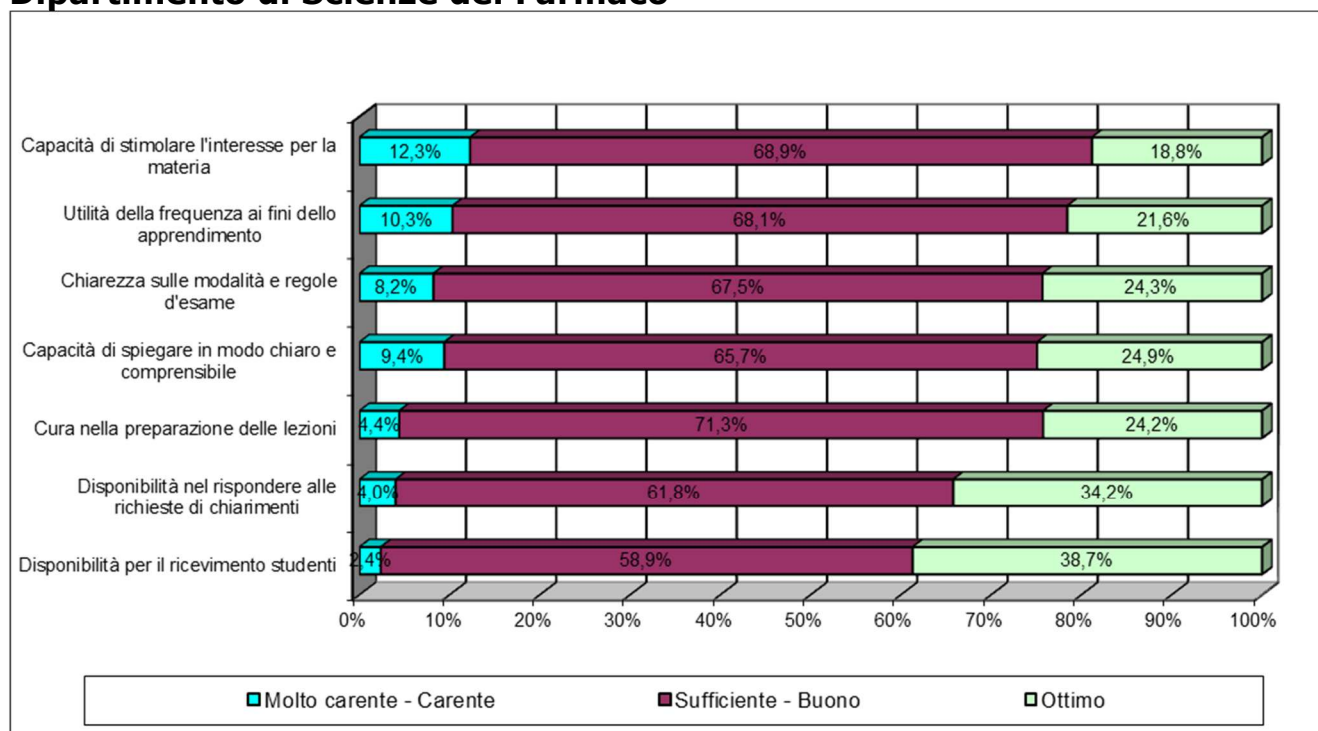 Dipartimento di Scienze del Farmaco
Capacità di stimolare l'interesse per la
materia
12,3%
68,9%
18,8%
Utilità della frequenza ai fini dello
apprendimento
10,3%
68,1%
21,6%
Chiarezza sulle modalità e regole
d'esame
8,2%
67,5%
24,3%
Capacità di spiegare in modo chiaro e
comprensibile
9,4%
65,7%
24,9%
Cura nella preparazione delle lezioni
4,4%
71,3%
24,2%
Disponibilità nel rispondere alle
richieste di chiarimenti
4,0%
61,8%
34,2%
Disponibilità per il ricevimento studenti
2,4%
58,9%
38,7%
0% 10% 20% 30% 40% 50% 60% 70% 80% 90% 100%
Molto carente - Carente Sufficiente - Buono Ottimo